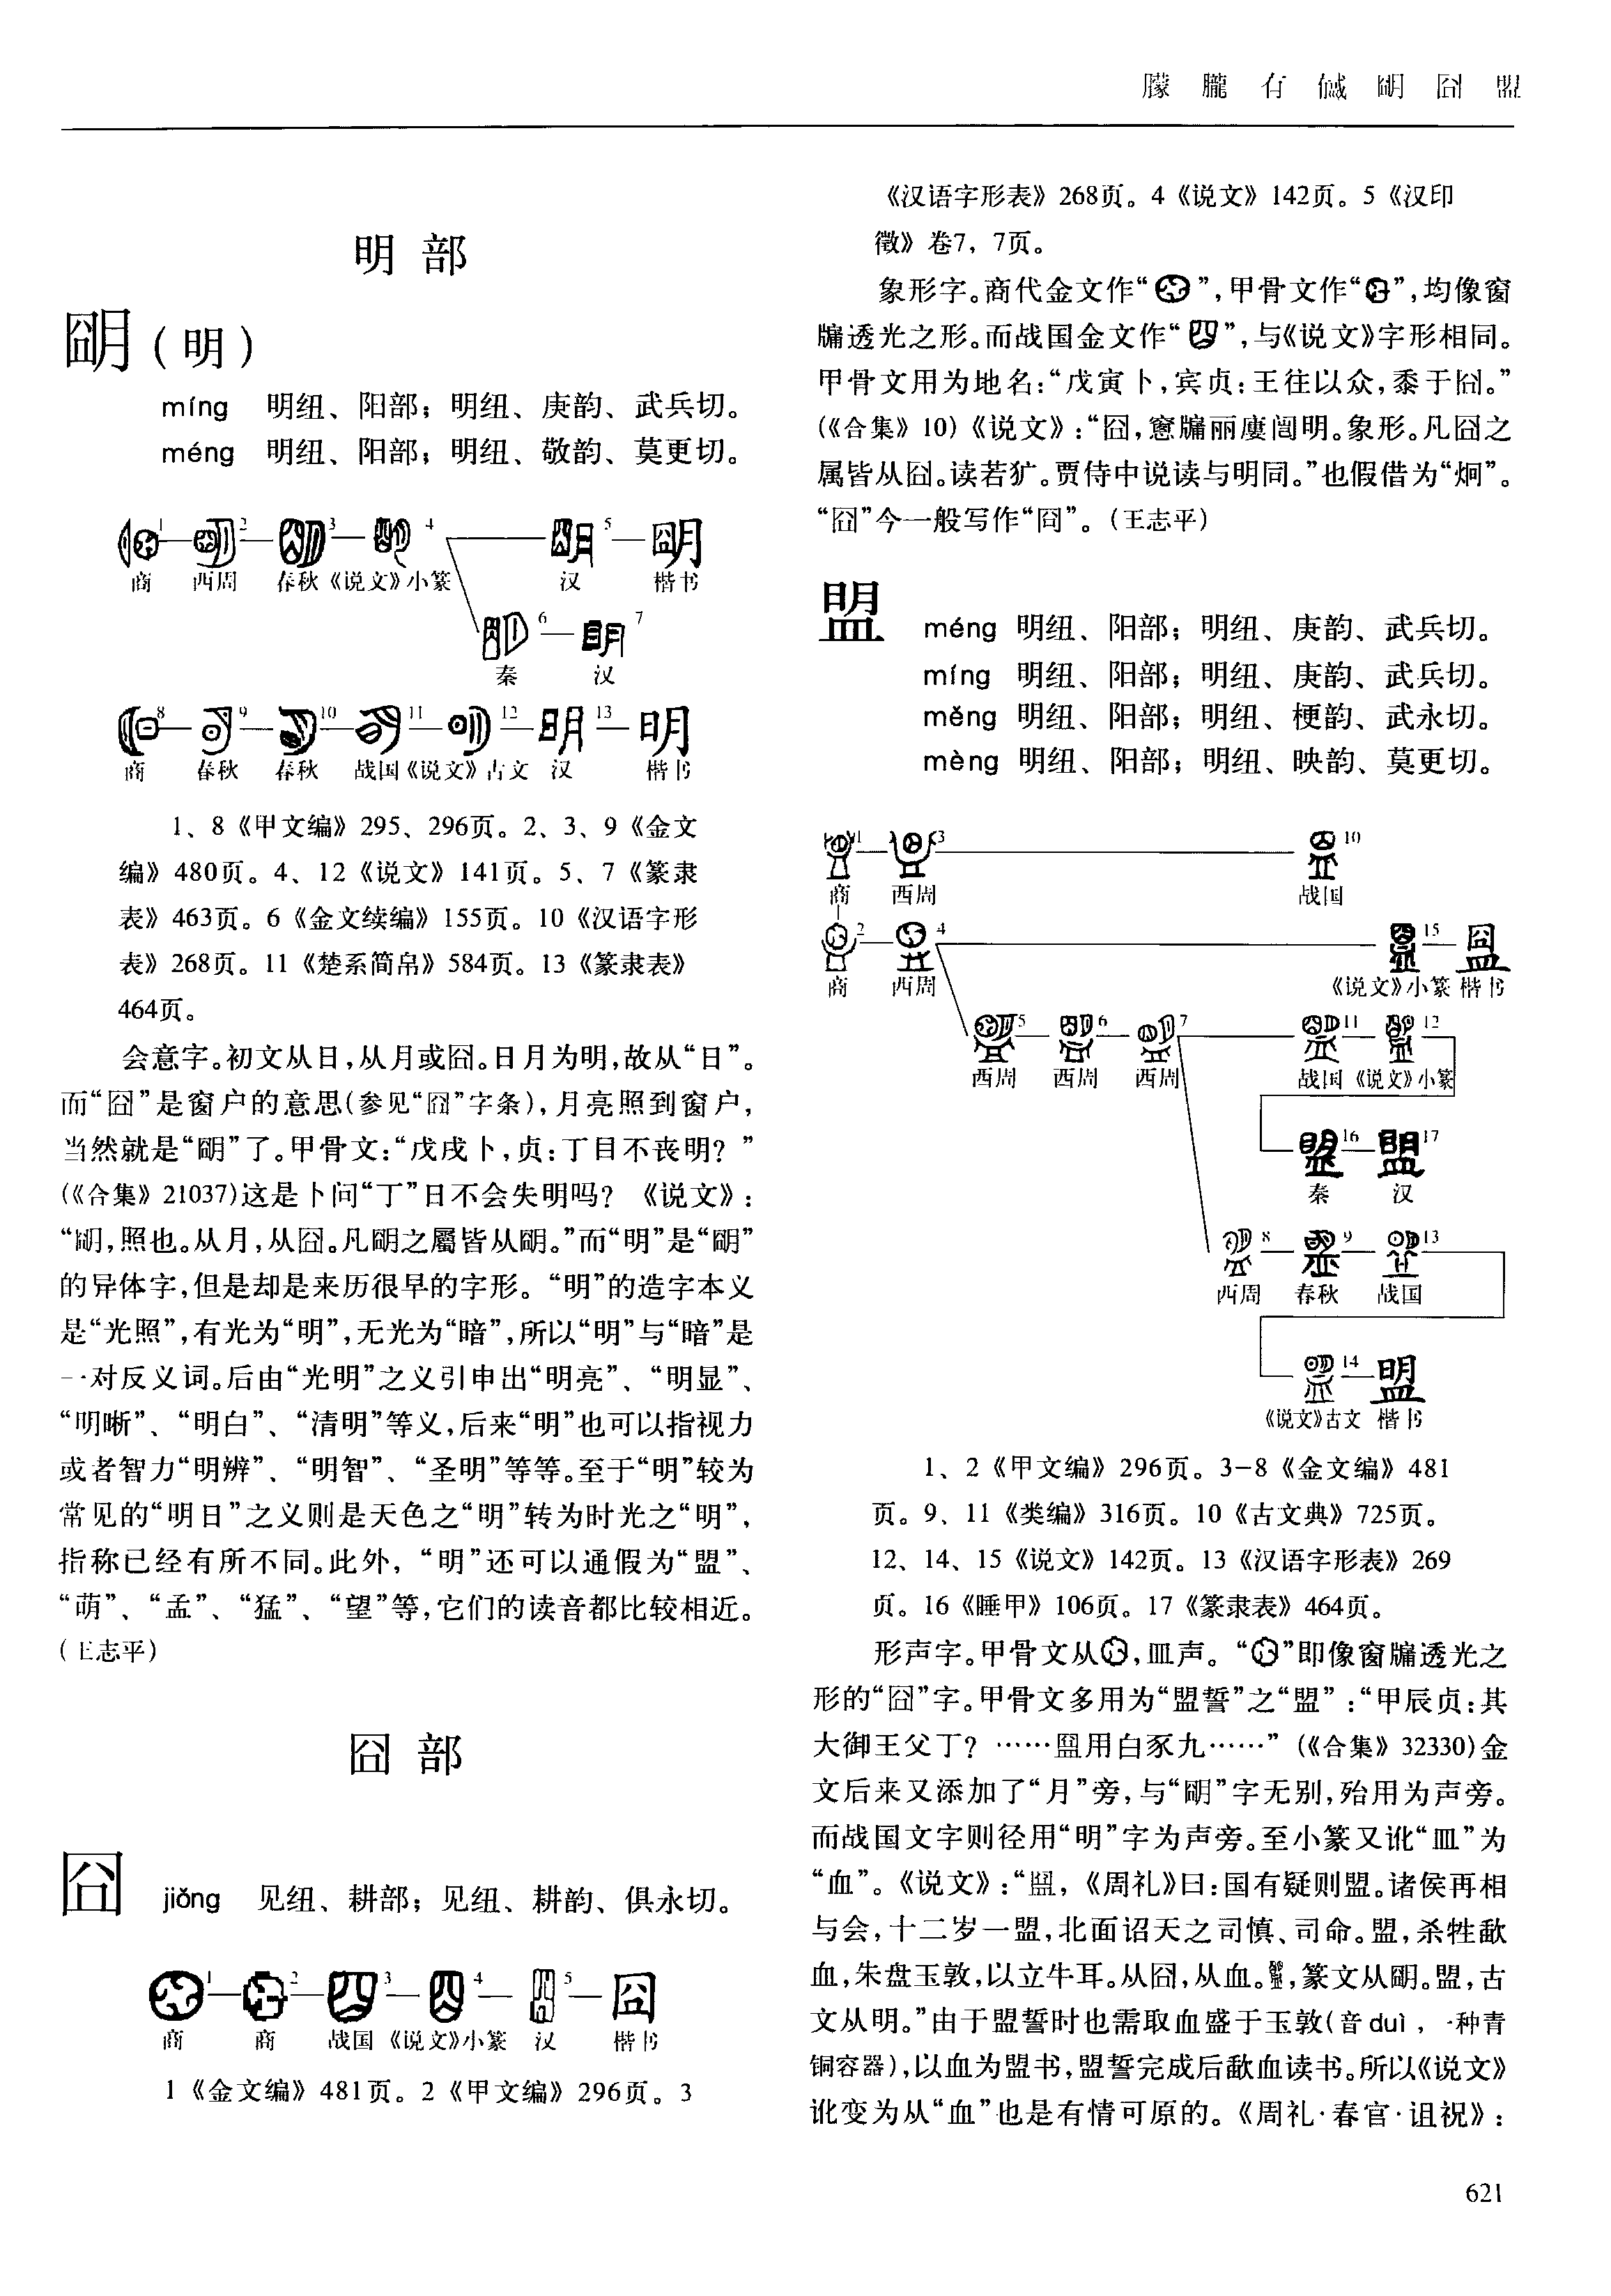 朦 朧 有 䁾 朙 囧 盟
明 部
朙（明）
míng 明纽、阳部；明纽、庚韵、武兵切。
méng 明纽、阳部；明纽、敬韵、莫更切。
1 2 3 4 5
商 西周 春秋 《说文》小篆 汉 楷书
6 7
秦 汉
8 9 10 11 12 13
商 春秋 春秋 战国 《说文》古文 汉 楷书
1、8《甲文编》295、296页。2、3、9《金文
编》480页。4、12《说文》141页。5、7《篆隶
表》463页。6《金文续编》155页。10《汉语字形
表》268页。11《楚系简帛》584页。13《篆隶表》
464页。
会意字。初文从日，从月或囧。日月为明，故从“日”。
而“囧”是窗户的意思（参见“囧”字条），月亮照到窗户，
当然就是“朙”了。甲骨文：“戊戌卜，贞：丁目不丧明？”
（《合集》21037）这是卜问“丁”日不会失明吗？《说文》：
“朙，照也。从月，从囧。凡朙之屬皆从朙。”而“明”是“朙”
的异体字，但是却是来历很早的字形。“明”的造字本义
是“光照”，有光为“明”，无光为“暗”，所以“明”与“暗”是
一对反义词。后由“光明”之义引申出“明亮”、“明显”、
“明晰”、“明白”、“清明”等义，后来“明”也可以指视力
或者智力“明辨”、“明智”、“圣明”等等。至于“明”较为
常见的“明日”之义则是天色之“明”转为时光之“明”，
指称已经有所不同。此外，“明”还可以通假为“盟”、
“萌”、“孟”、“猛”、“望”等，它们的读音都比较相近。
（王志平）
囧 部
囧 jiǒng 见纽、耕部；见纽、耕韵、俱永切。
1 2 3 4 5
商 商 战国 《说文》小篆 汉 楷书
1《金文编》481页。2《甲文编》296页。3
《汉语字形表》268页。4《说文》142页。5《汉印
徵》卷7，7页。
象形字。商代金文作“”，甲骨文作“”，均像窗
牖透光之形。而战国金文作“”，与《说文》字形相同。
甲骨文用为地名：“戊寅卜，宾贞：王往以众，黍于囧。”
（《合集》10）《说文》：“囧，窻牖丽廔闿明。象形。凡囧之
属皆从囧。读若犷。贾侍中说读与明同。”也假借为“炯”。
“囧”今一般写作“冏”。（王志平）
盟 méng 明纽、阳部；明纽、庚韵、武兵切。
míng 明纽、阳部；明纽、庚韵、武兵切。
měng 明纽、阳部；明纽、梗韵、武永切。
mèng 明纽、阳部；明纽、映韵、莫更切。
1 3 10
商 西周 战国
2 4 15
商 西周 《说文》小篆 楷书
5 6 7 11 12
西周 西周 西周 战国 《说文》小篆
16 17
秦 汉
8 9 13
西周 春秋 战国
14
《说文》古文 楷书
1、2《甲文编》296页。3-8《金文编》481
页。9、11《类编》316页。10《古文典》725页。
12、14、15《说文》142页。13《汉语字形表》269
页。16《睡甲》106页。17《篆隶表》464页。
形声字。甲骨文从，皿声。“”即像窗牖透光之
形的“囧”字。甲骨文多用为“盟誓”之“盟”：“甲辰贞：其
大御王父丁？……盟用白豕九……”（《合集》32330）金
文后来又添加了“月”旁，与“朙”字无别，殆用为声旁。
而战国文字则径用“明”字为声旁。至小篆又讹“皿”为
“血”。《说文》：“盟，《周礼》曰：国有疑则盟。诸侯再相
与会，十二岁一盟，北面诏天之司慎、司命。盟，杀牲歃
血，朱盘玉敦，以立牛耳。从囧，从血。，篆文从朙。盟，古
文从明。”由于盟誓时也需取血盛于玉敦（音duì，一种青
铜容器），以血为盟书，盟誓完成后歃血读书。所以《说文》
讹变为从“血”也是有情可原的。《周礼·春官·诅祝》：
621